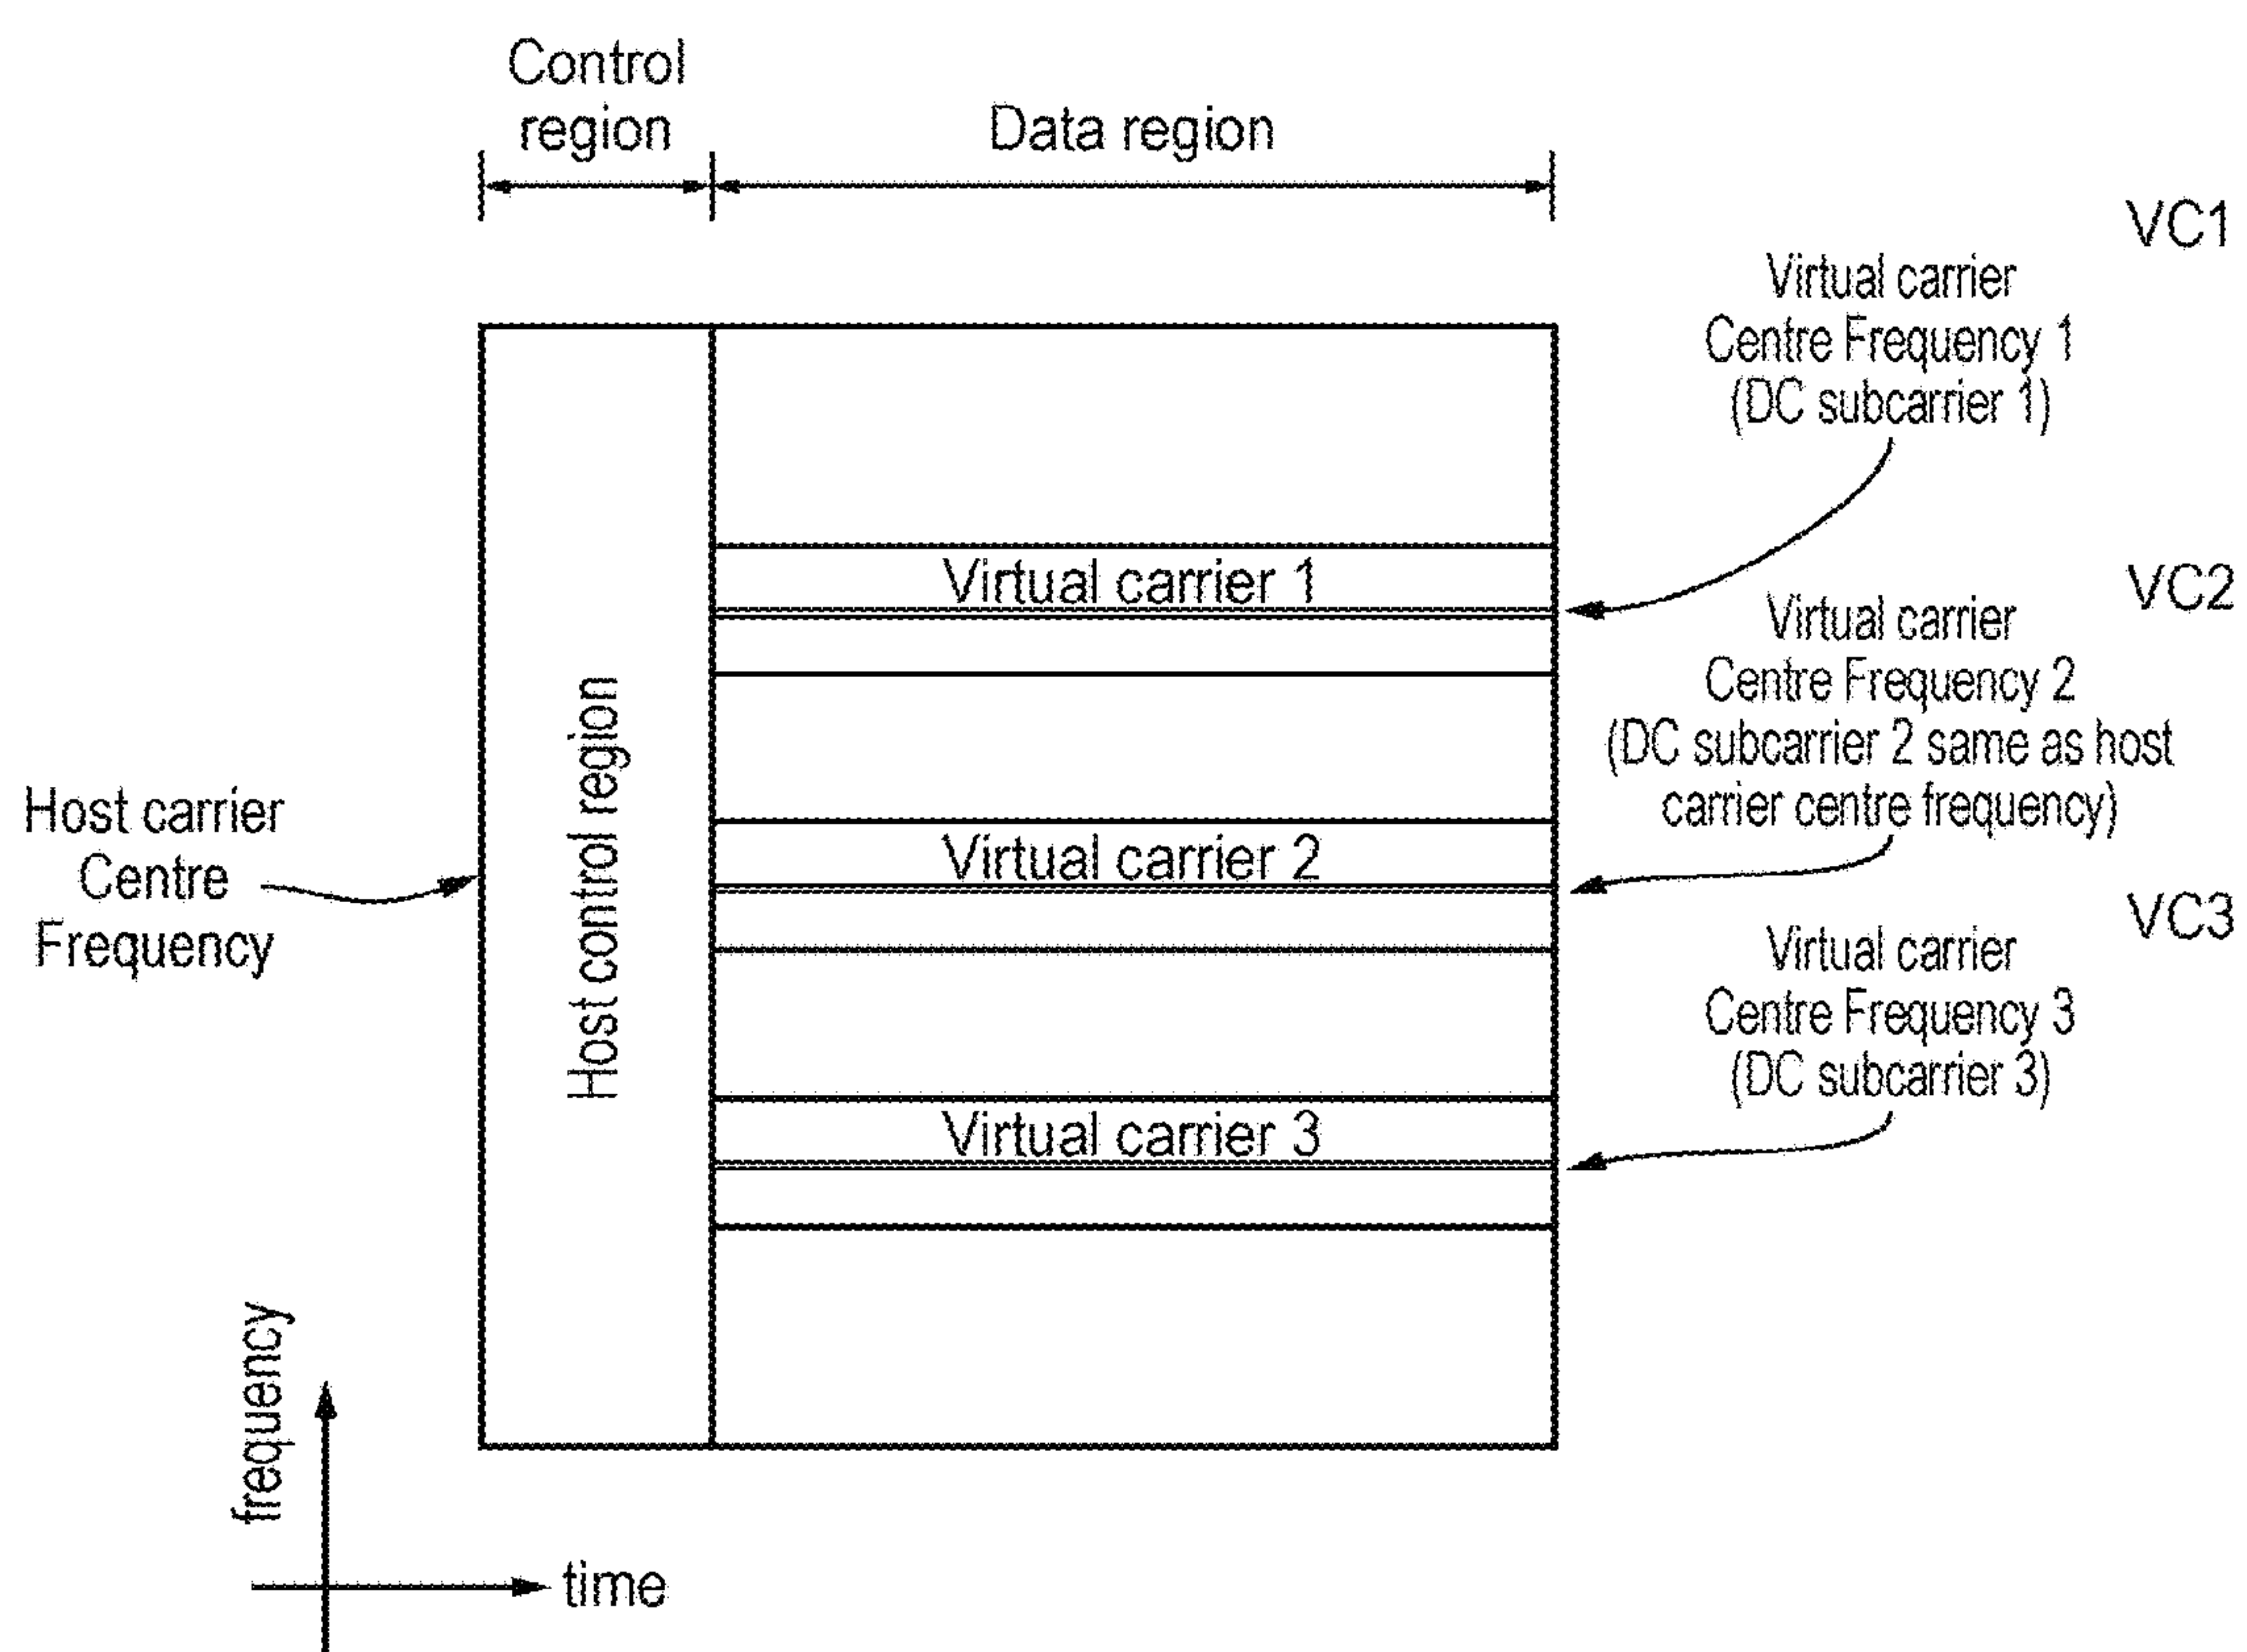 Control
region
Data region
VC1
Virtual carrier
Centre Frequency 1
(DC subcarrier 1)
Virtual carrier 1
VC2
Virtual carrier
Centre Frequency 2
(DC subcarrier 2 same as host
carrier centre frequency)
Host control region
Host carrier
Centre
Frequency
Virtual carrier 2
VC3
Virtual carrier
Centre Frequency 3
(DC subcarrier 3)
Virtual carrier 3
frequency
time